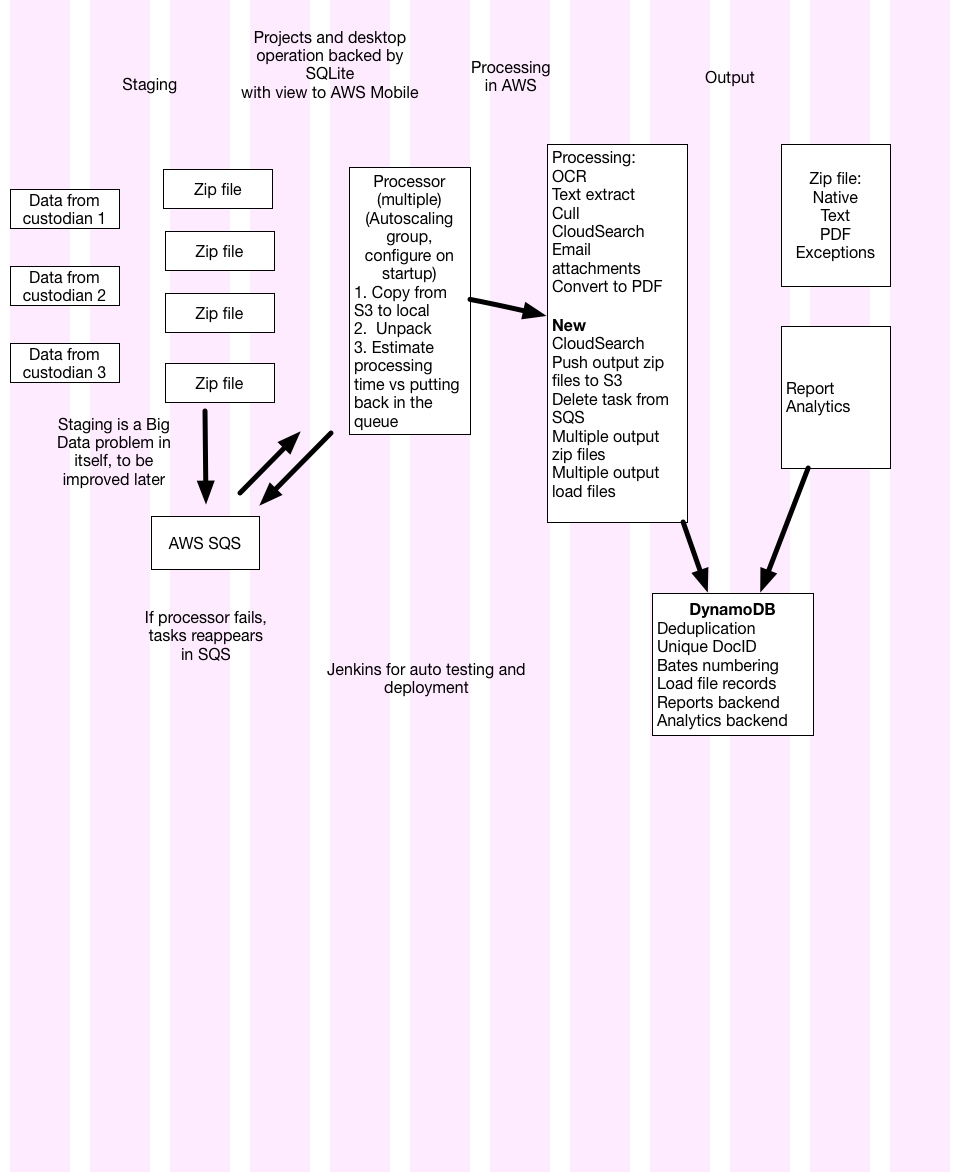 Projects and desktop
operation backed by
SQLite
with view to AWS Mobile
Staging
Processing
in AWS
Output
Data from
custodian 1
Data from
custodian 2
Data from
custodian 3
Zip file
Zip file
Zip file
Zip file
Staging is a Big
Data problem in
itself, to be
improved later
AWS SQS
If processor fails,
tasks reappears
in SQS
Processor
(multiple)
(Autoscaling
group,
configure on
startup)
1. Copy from
S3 to local
2.  Unpack
3. Estimate
processing
time vs putting
back in the
queue
Jenkins for auto testing and
deployment
Processing:
OCR
Text extract
Cull
CloudSearch
Email
attachments
Convert to PDF
New
CloudSearch
Push output zip
files to S3
Delete task from
SQS
Multiple output
zip files
Multiple output
load files
Zip file:
Native
Text
PDF
Exceptions
Report
Analytics
DynamoDB
Deduplication
Unique DocID
Bates numbering
Load file records
Reports backend
Analytics backend